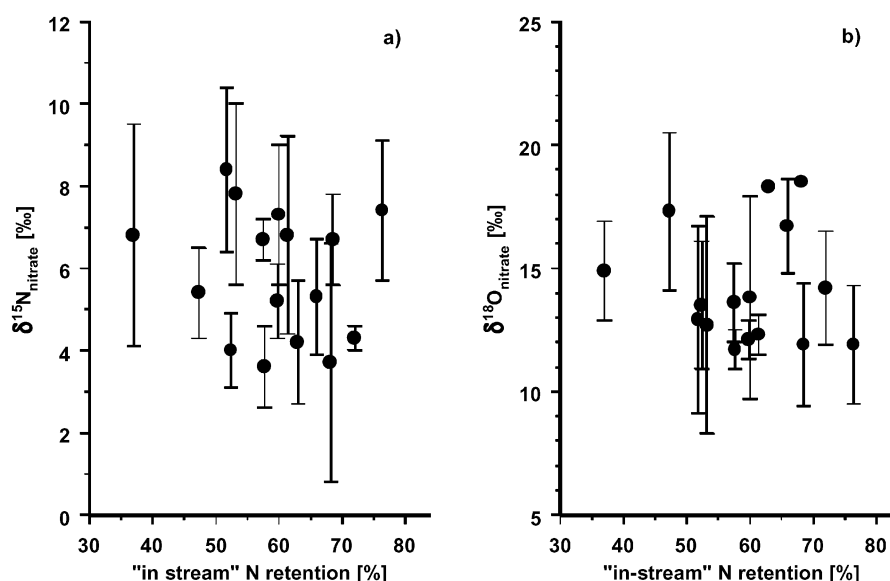 a)
12
10
8
6
4
2
0
δ15Nnitrate [‰]
30 40 50 60 70 80
"in stream" N retention [%]
b)
25
20
15
10
5
δ18Onitrate [‰]
30 40 50 60 70 80
"in-stream" N retention [%]